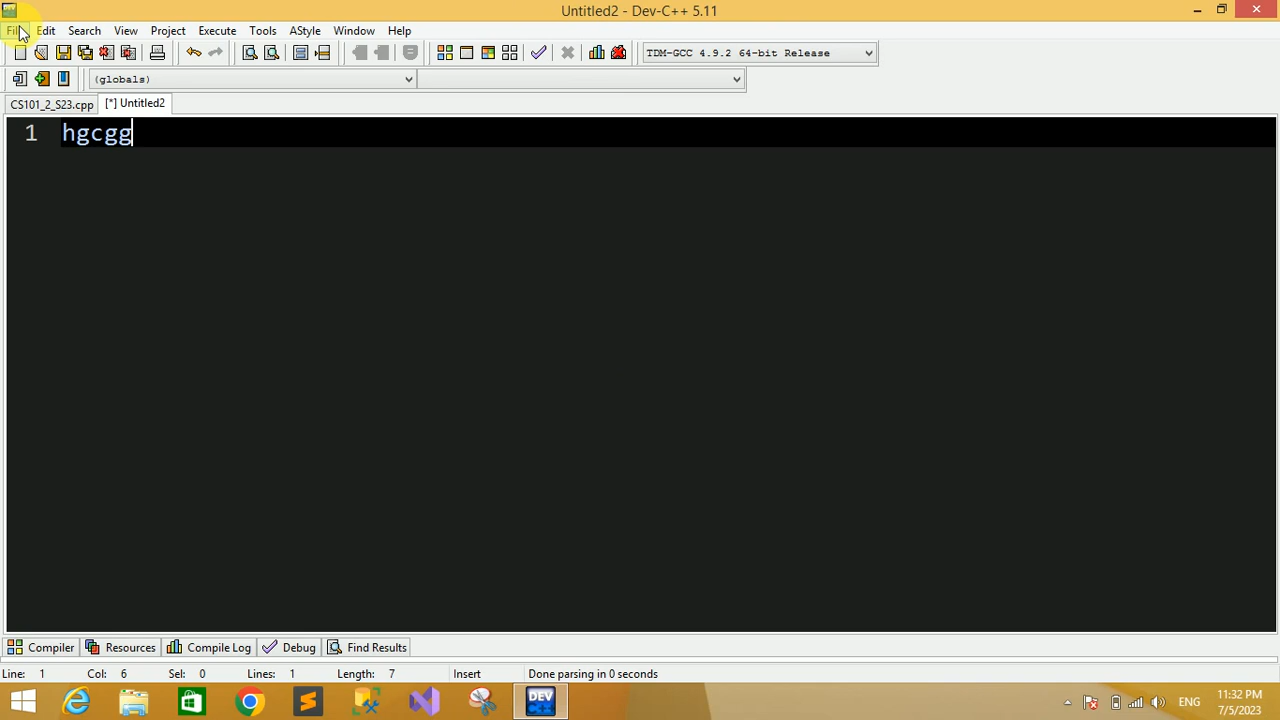 Untitled2 - Dev-C++ 5.11
File Edit Search View Project Execute Tools AStyle Window Help
TDM-GCC 4.9.2 64-bit Release
(globals)
CS101_2_S23.cpp [*] Untitled2
1 hgcgg
Compiler Resources Compile Log Debug Find Results
Line: 1 Col: 6 Sel: 0 Lines: 1 Length: 7 Insert Done parsing in 0 seconds
DEV C++ ENG 11:32 PM
7/5/2023